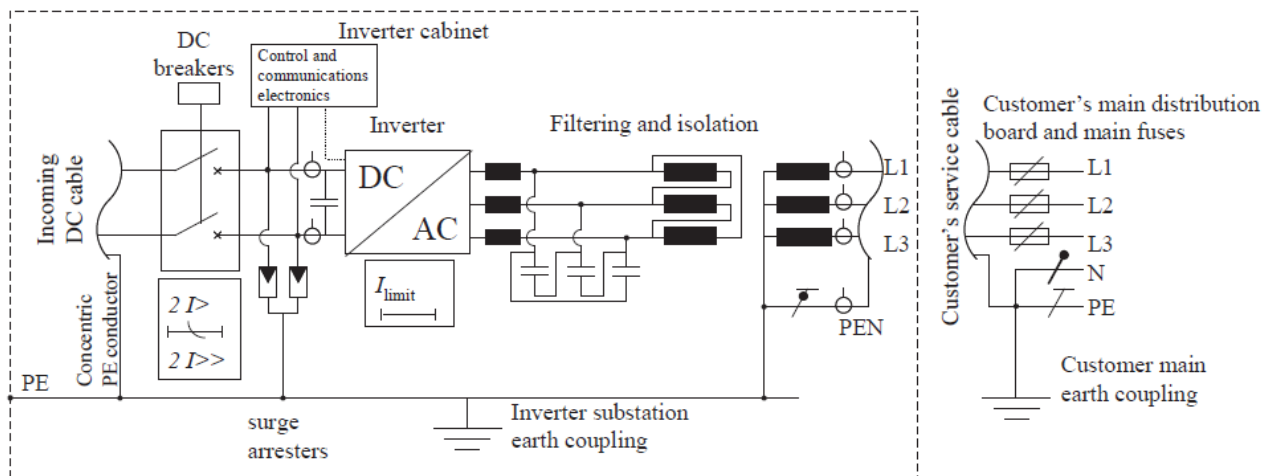 Inverter cabinet
DC
breakers
Control and
communications
electronics
Inverter
Filtering and isolation
Incoming
DC cable
DC
AC
L1
L2
L3
PEN
Customer's service cable
Customer’s main distribution
board and main fuses
L1
L2
L3
N
PE
Concentric
PE conductor
2 I>
2 I>>
I limit
PE
surge
arresters
Inverter substation
earth coupling
Customer main
earth coupling